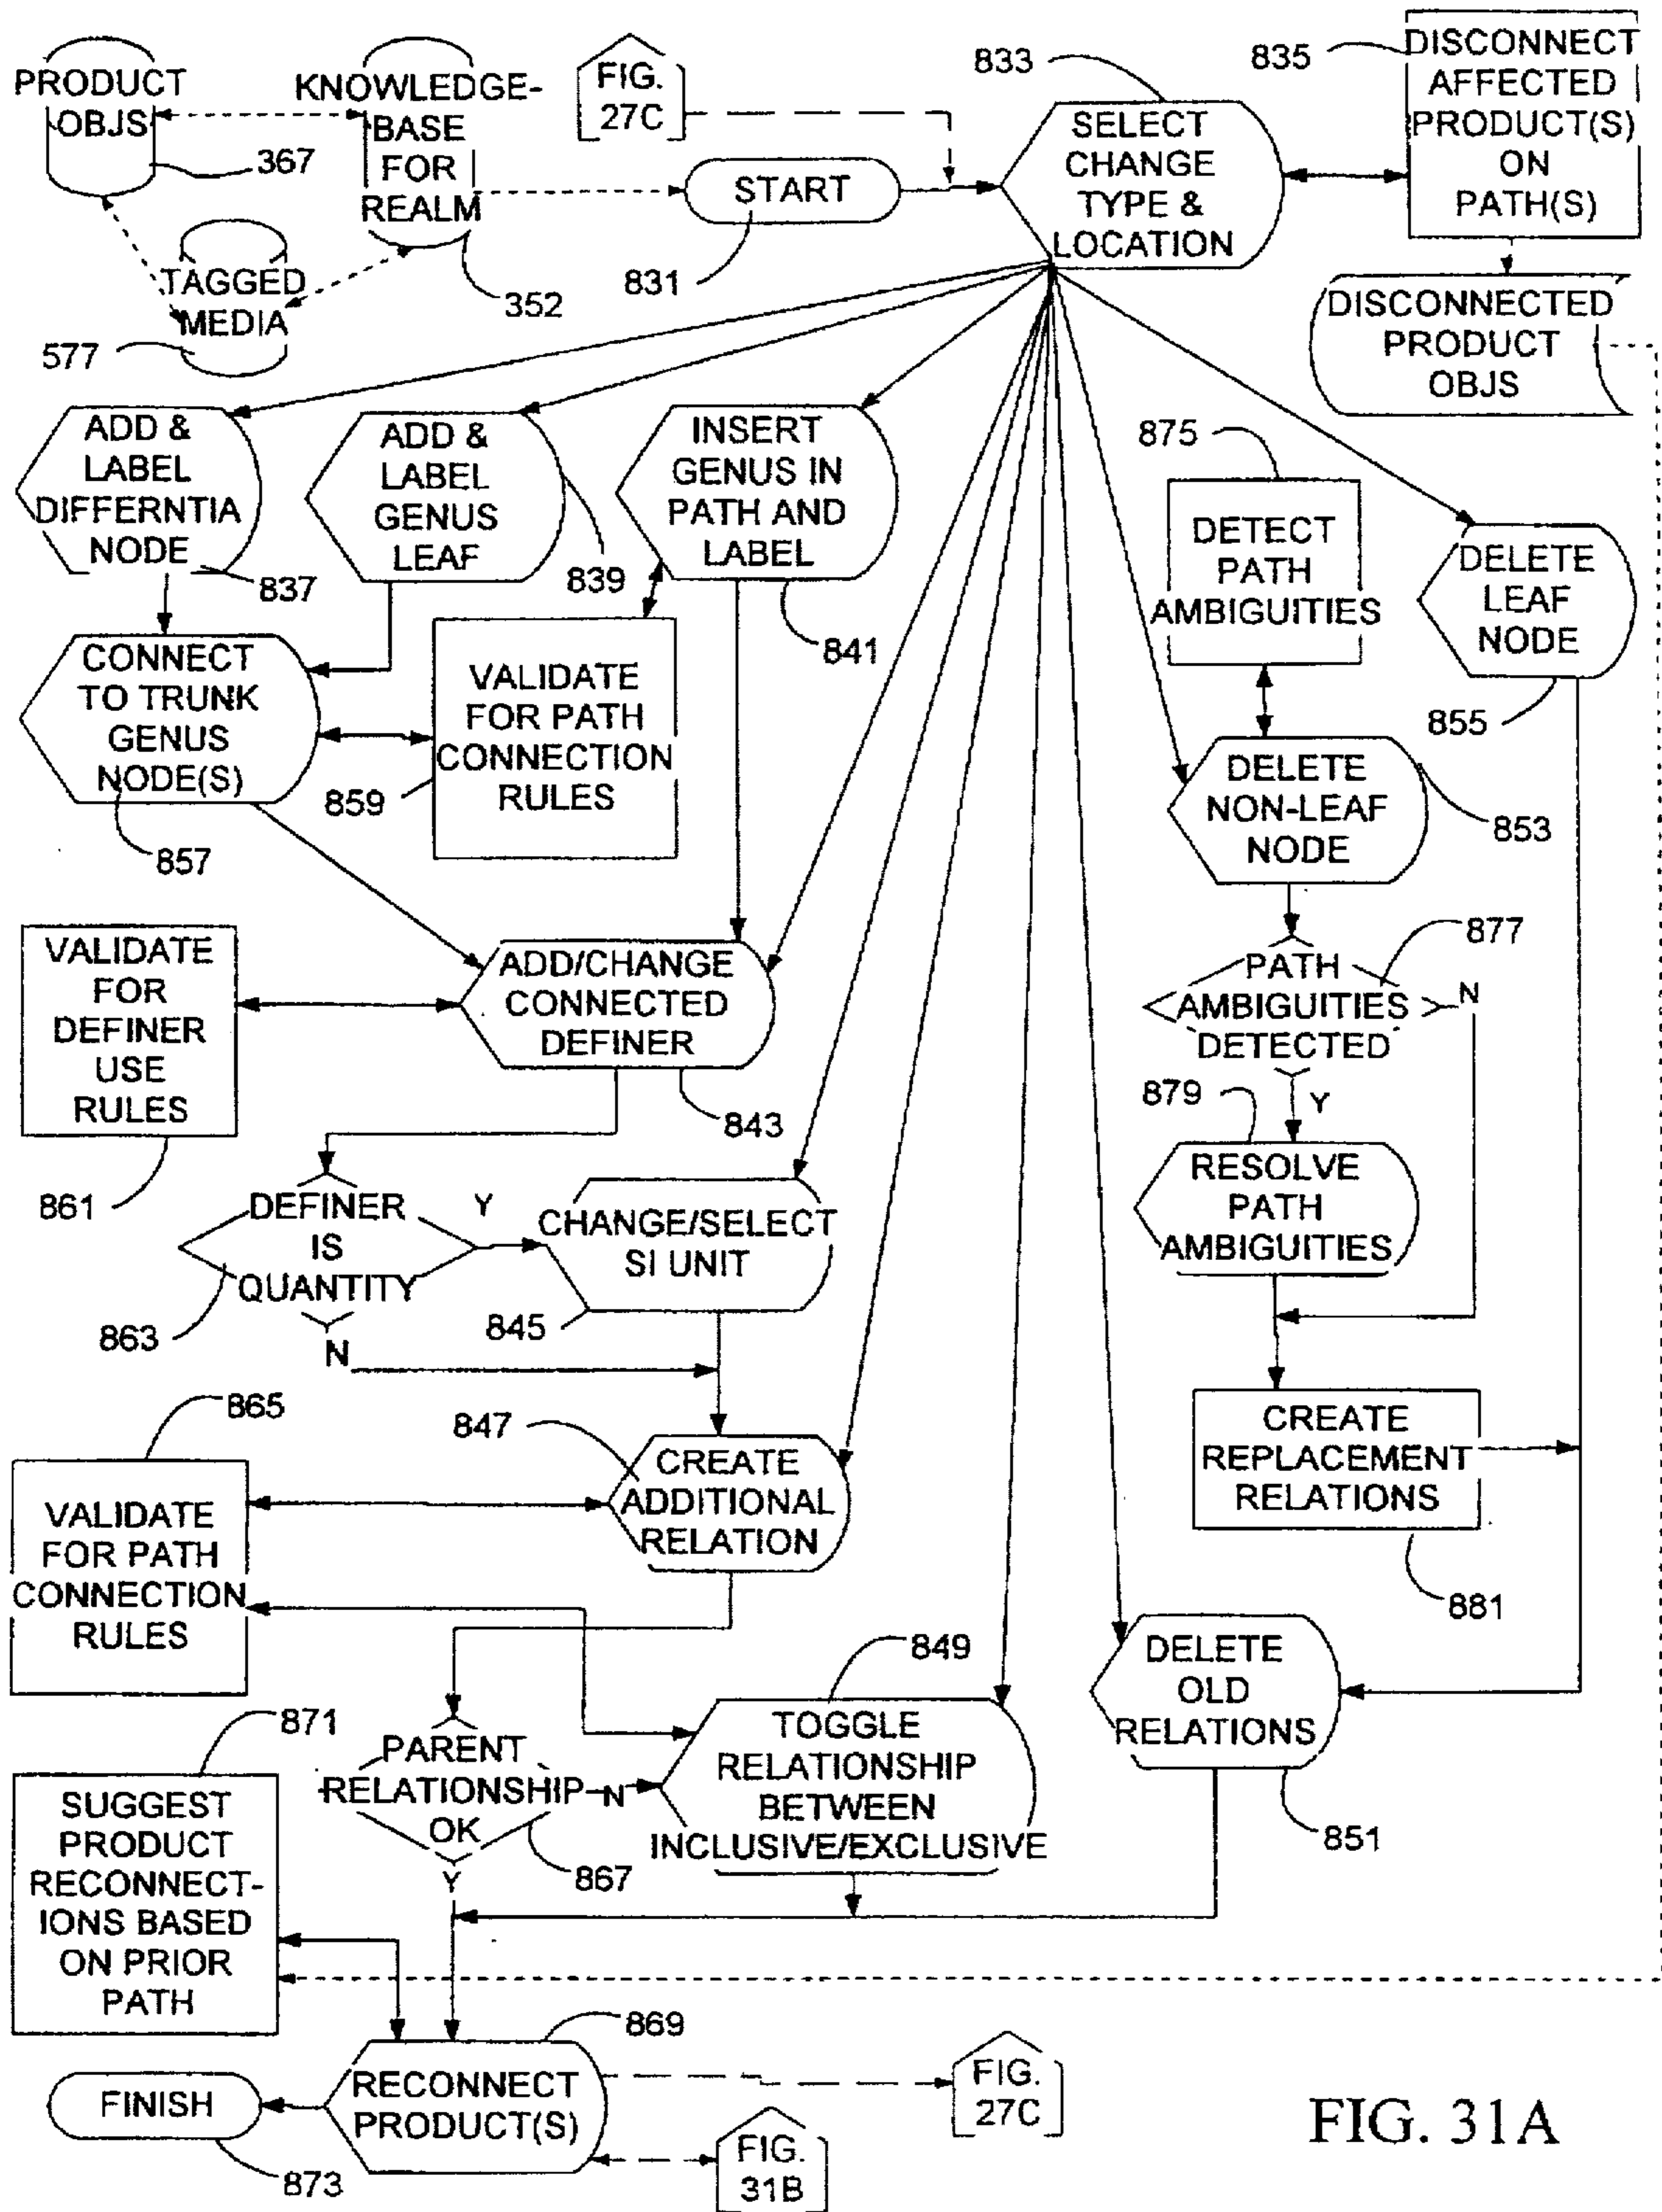 PRODUCT
OBJS
367
KNOWLEDGE-
BASE
FOR
REALM
352
TAGGED
MEDIA
577
FIG.
27C
START
831
833
SELECT
CHANGE
TYPE &
LOCATION
835
DISCONNECT
AFFECTED
PRODUCT(S)
ON
PATH(S)
DISCONNECTED
PRODUCT
OBJS
ADD &
LABEL
DIFFERNTIA
NODE
837
ADD &
LABEL
GENUS
LEAF
839
INSERT
GENUS IN
PATH AND
LABEL
841
875
DETECT
PATH
AMBIGUITIES
DELETE
LEAF
NODE
855
CONNECT
TO TRUNK
GENUS
NODE(S)
857
VALIDATE
FOR PATH
CONNECTION
RULES
859
DELETE
NON-LEAF
NODE
853
VALIDATE
FOR
DEFINER
USE
RULES
861
ADD/CHANGE
CONNECTED
DEFINER
843
PATH
AMBIGUITIES
DETECTED
877
N
Y
879
RESOLVE
PATH
AMBIGUITIES
DEFINER
IS
QUANTITY
863
Y
N
CHANGE/SELECT
SI UNIT
845
CREATE
REPLACEMENT
RELATIONS
881
865
VALIDATE
FOR PATH
CONNECTION
RULES
847
CREATE
ADDITIONAL
RELATION
849
TOGGLE
RELATIONSHIP
BETWEEN
INCLUSIVE/EXCLUSIVE
DELETE
OLD
RELATIONS
851
871
SUGGEST
PRODUCT
RECONNECT-
IONS BASED
ON PRIOR
PATH
PARENT
RELATIONSHIP
OK
N
867
Y
869
RECONNECT
PRODUCT(S)
FINISH
873
FIG.
27C
FIG.
31B
FIG. 31A